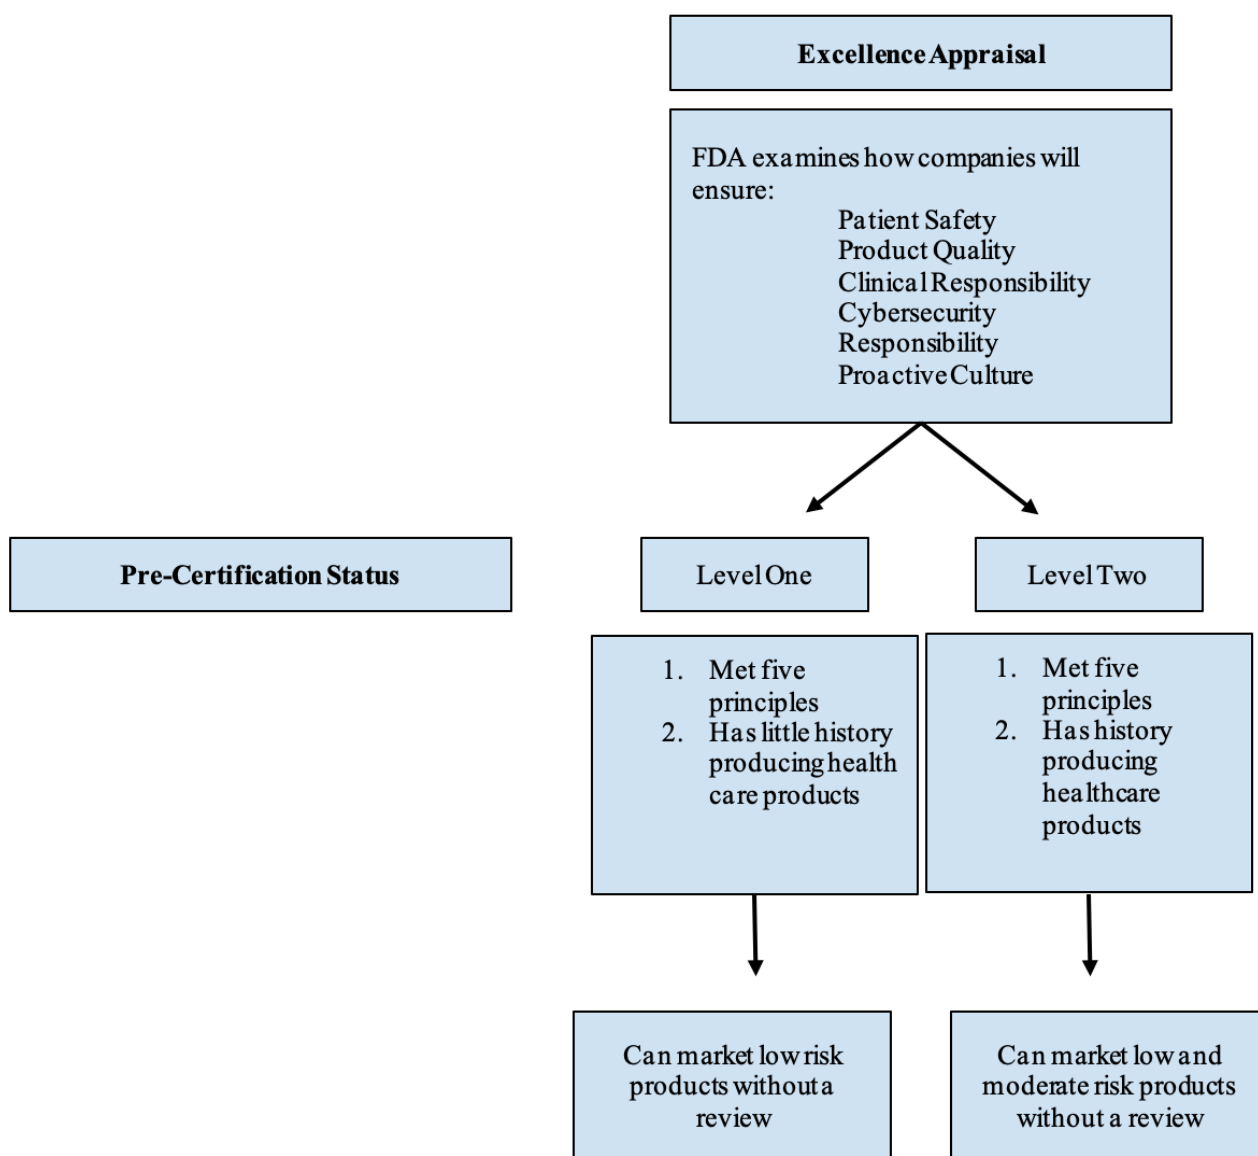 Excellence Appraisal
FDA examines how companies will
ensure:
Patient Safety
Product Quality
Clinical Responsibility
Cybersecurity
Responsibility
Proactive Culture
Pre-Certification Status
Level One
Level Two
1. Met five
principles
2. Has little history
producing health
care products
1. Met five
principles
2. Has history
producing
healthcare
products
Can market low risk
products without a
review
Can market low and
moderate risk products
without a review